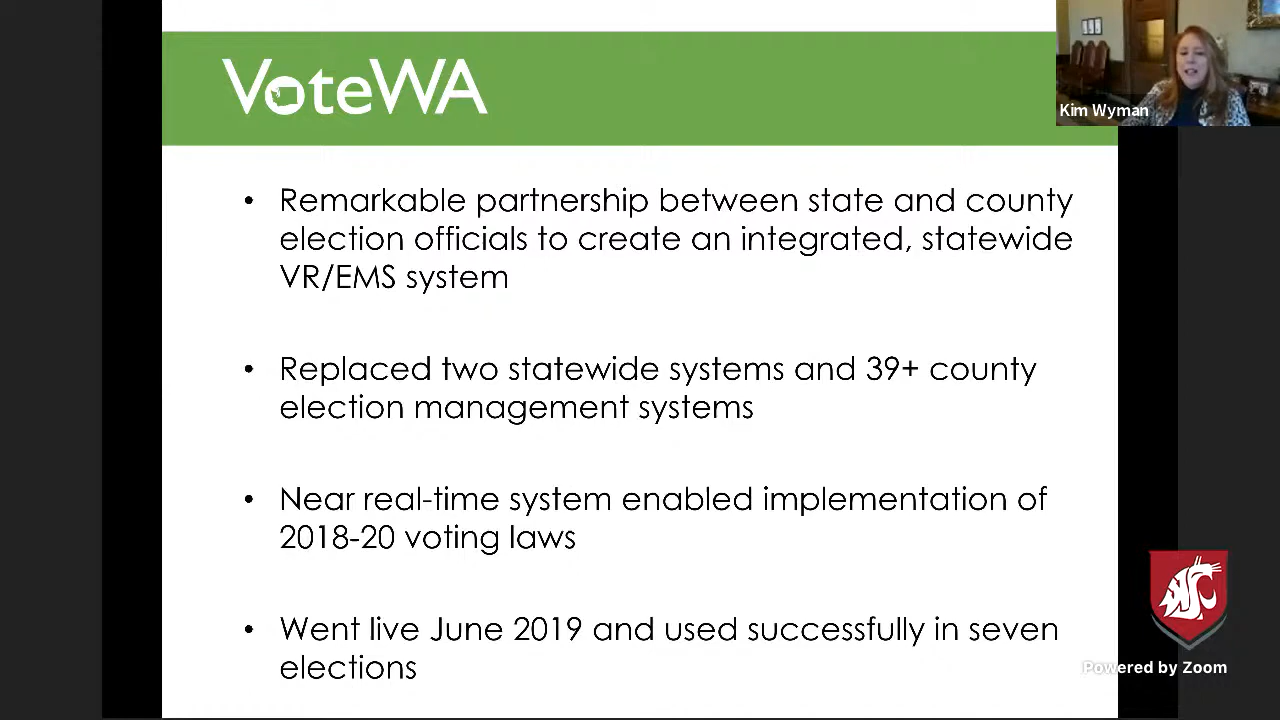 VoteWA
Kim Wyman
• Remarkable partnership between state and county
election officials to create an integrated, statewide
VR/EMS system
• Replaced two statewide systems and 39+ county
election management systems
• Near real-time system enabled implementation of
2018-20 voting laws
• Went live June 2019 and used successfully in seven
elections
Powered by Zoom